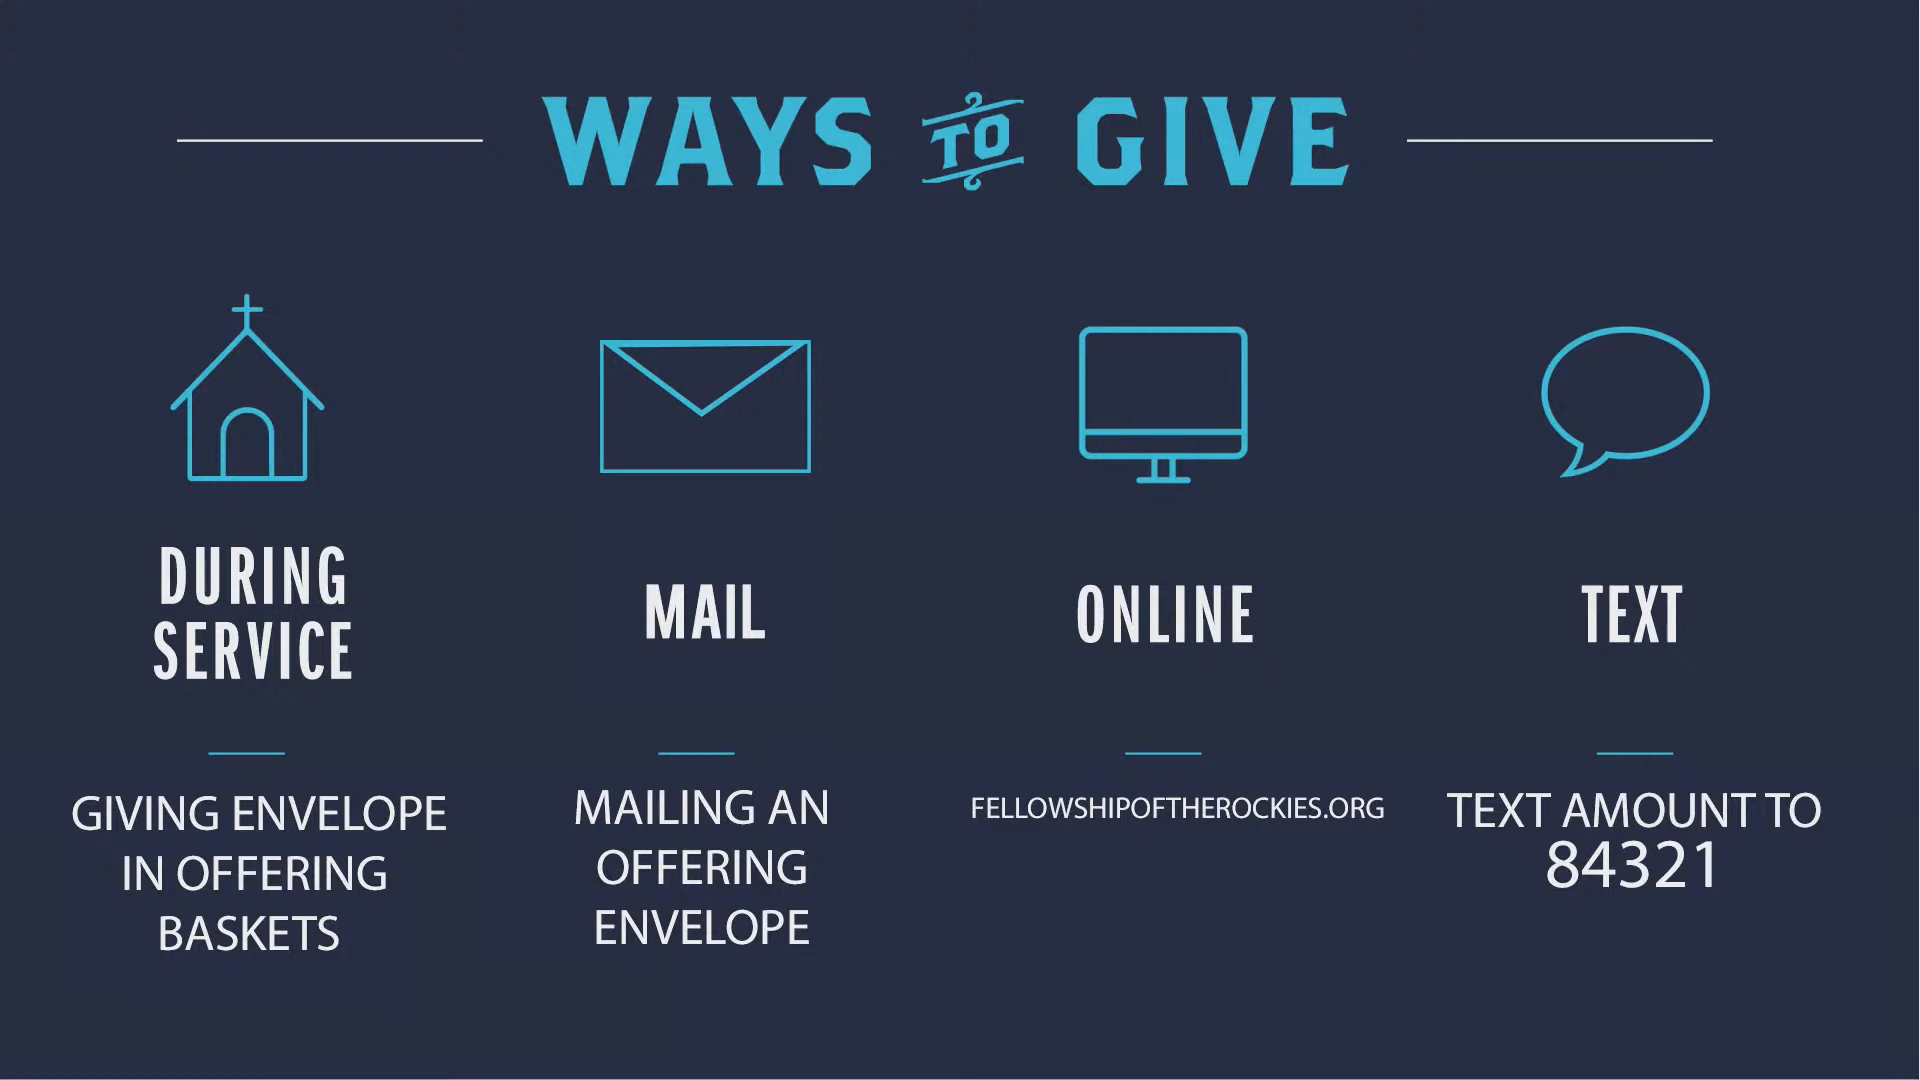 WAYS TO GIVE
DURING
SERVICE
GIVING ENVELOPE
IN OFFERING
BASKETS
MAIL
MAILING AN
OFFERING
ENVELOPE
ONLINE
FELLOWSHIPOFTHEROCKIES.ORG
TEXT
TEXT AMOUNT TO
84321